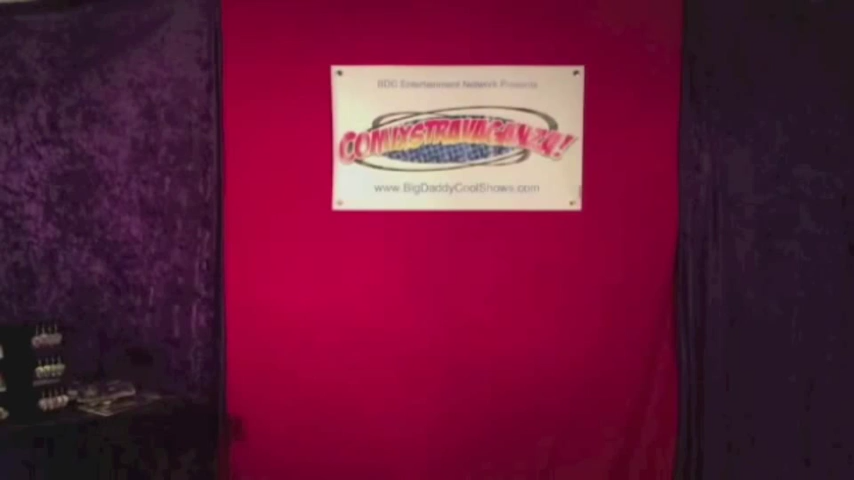 BDC Entertainment Network Presents
COMIXSTRAVAGANZA!
www.BigDaddyCoolShows.com